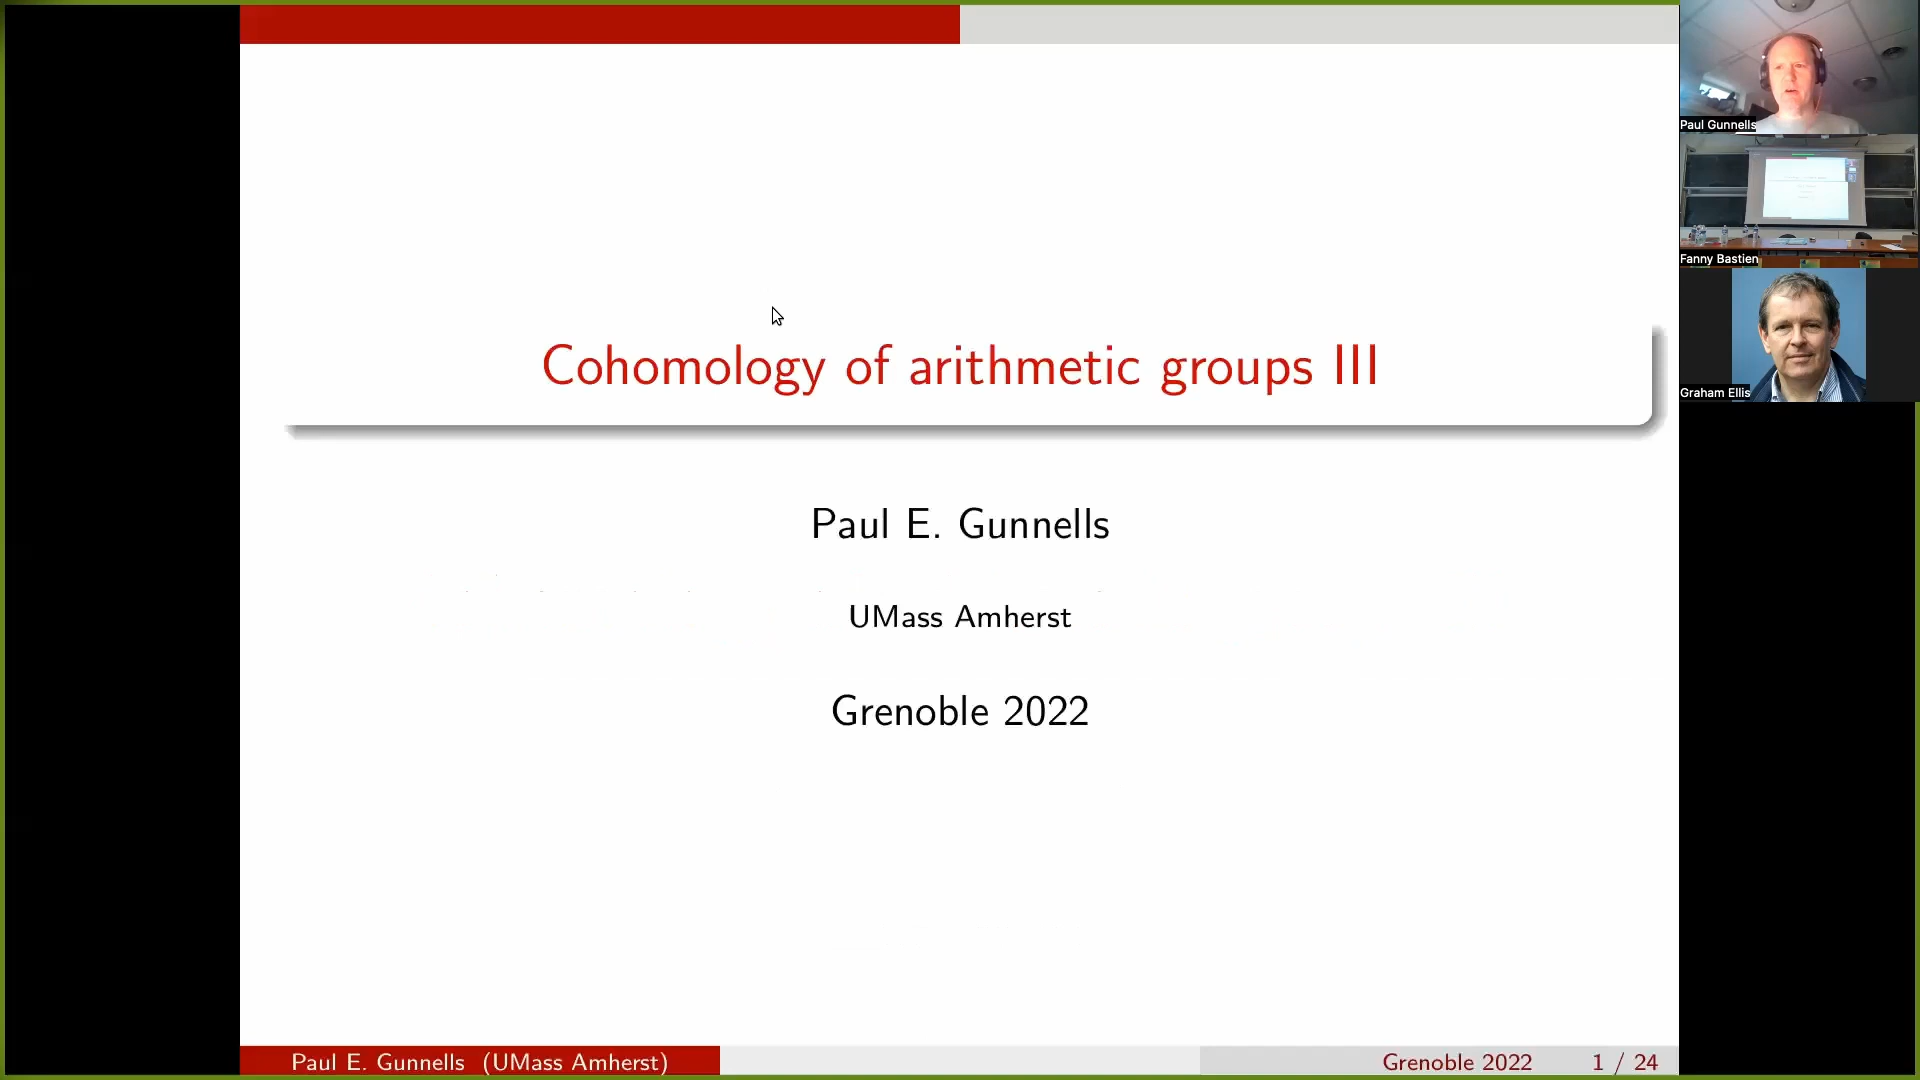 Cohomology of arithmetic groups III
Paul E. Gunnells
UMass Amherst
Grenoble 2022
Paul E. Gunnells (UMass Amherst)
Grenoble 2022
1 / 24
Paul Gunnells
Fanny Bastien
Graham Ellis